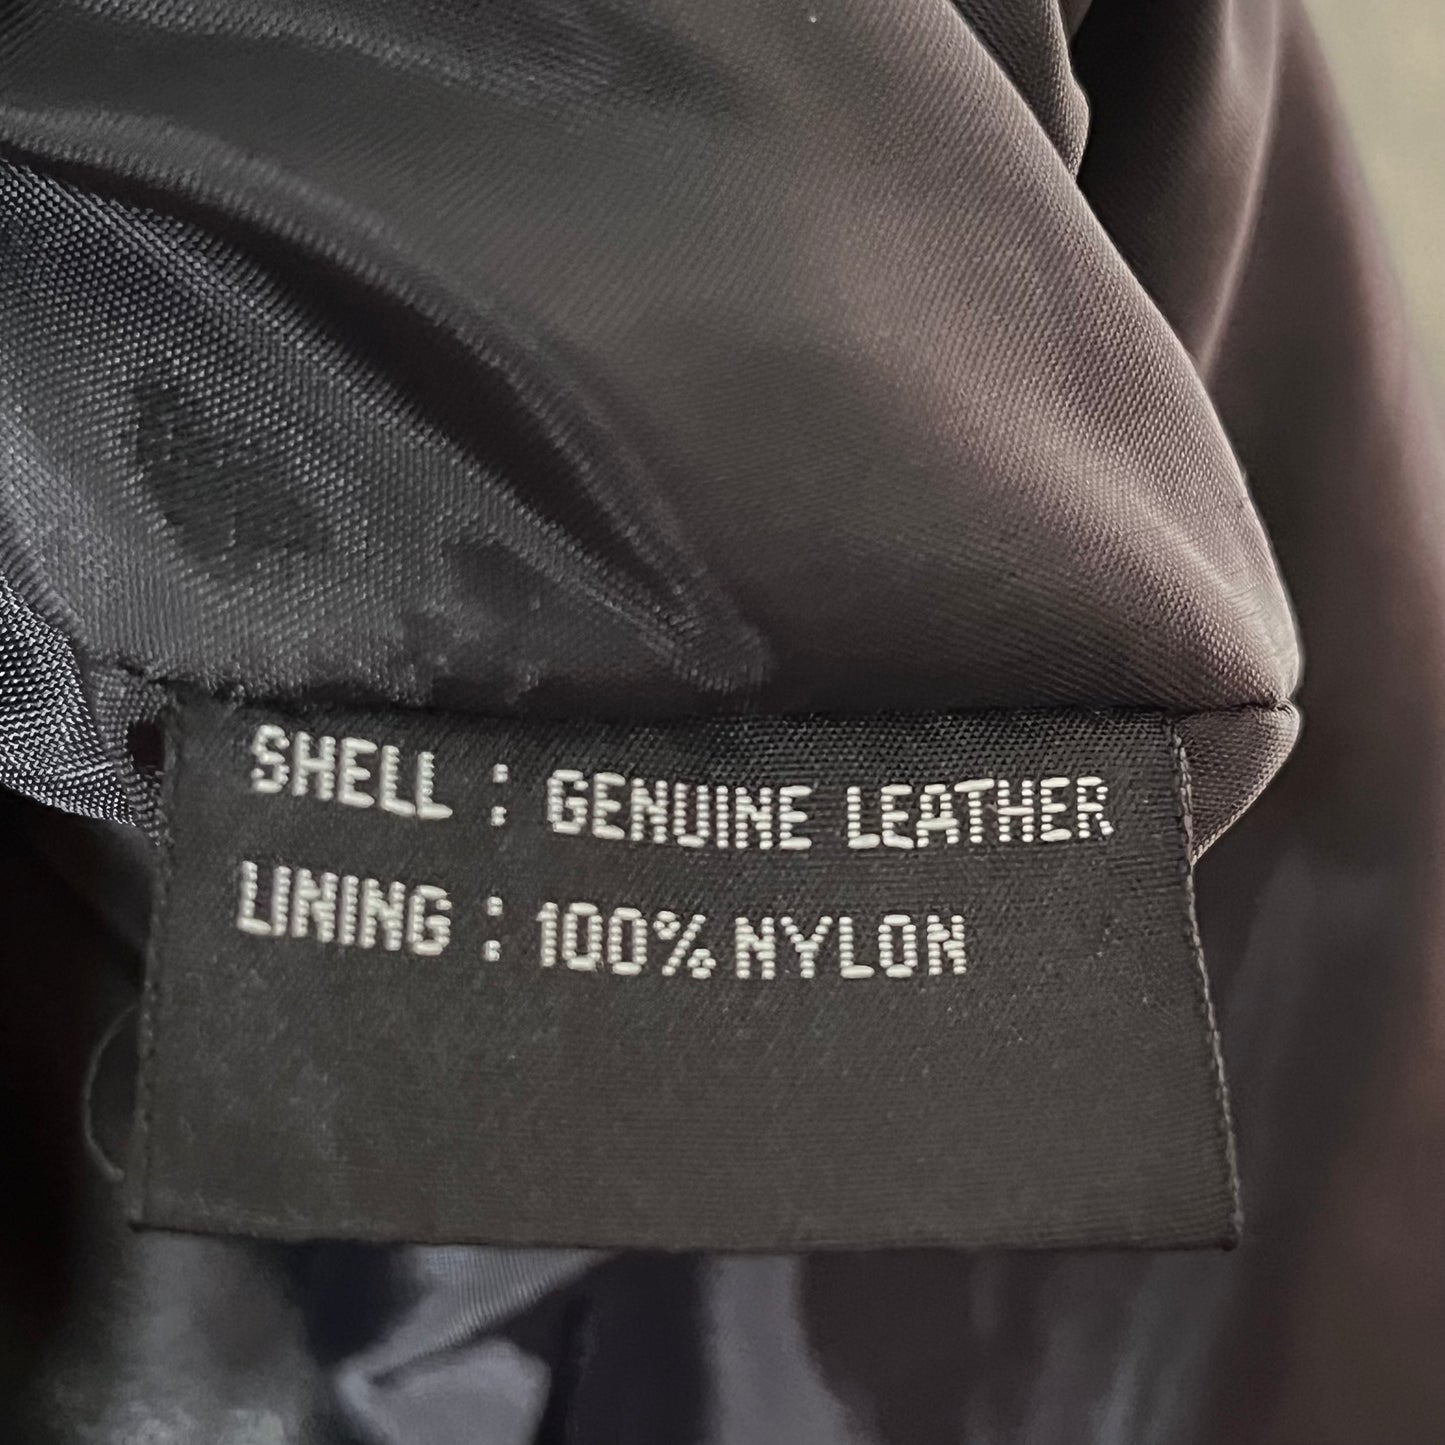 SHELL : GENUINE LEATHER
LINING : 100% NYLON